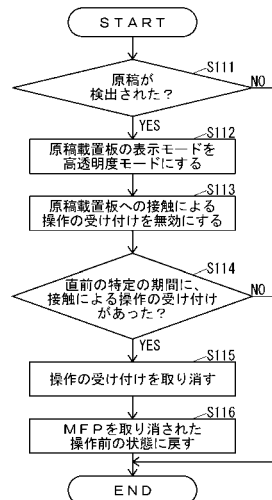 START
S111
原稿が
検出された?
NO
YES
S112
原稿載置板の表示モードを
高透明度モードにする
S113
原稿載置板への接触による
操作の受け付けを無効にする
S114
直前の特定の期間に、
接触による操作の受け付け
があった?
NO
YES
S115
操作の受け付けを取り消す
S116
MFPを取り消された
操作前の状態に戻す
END